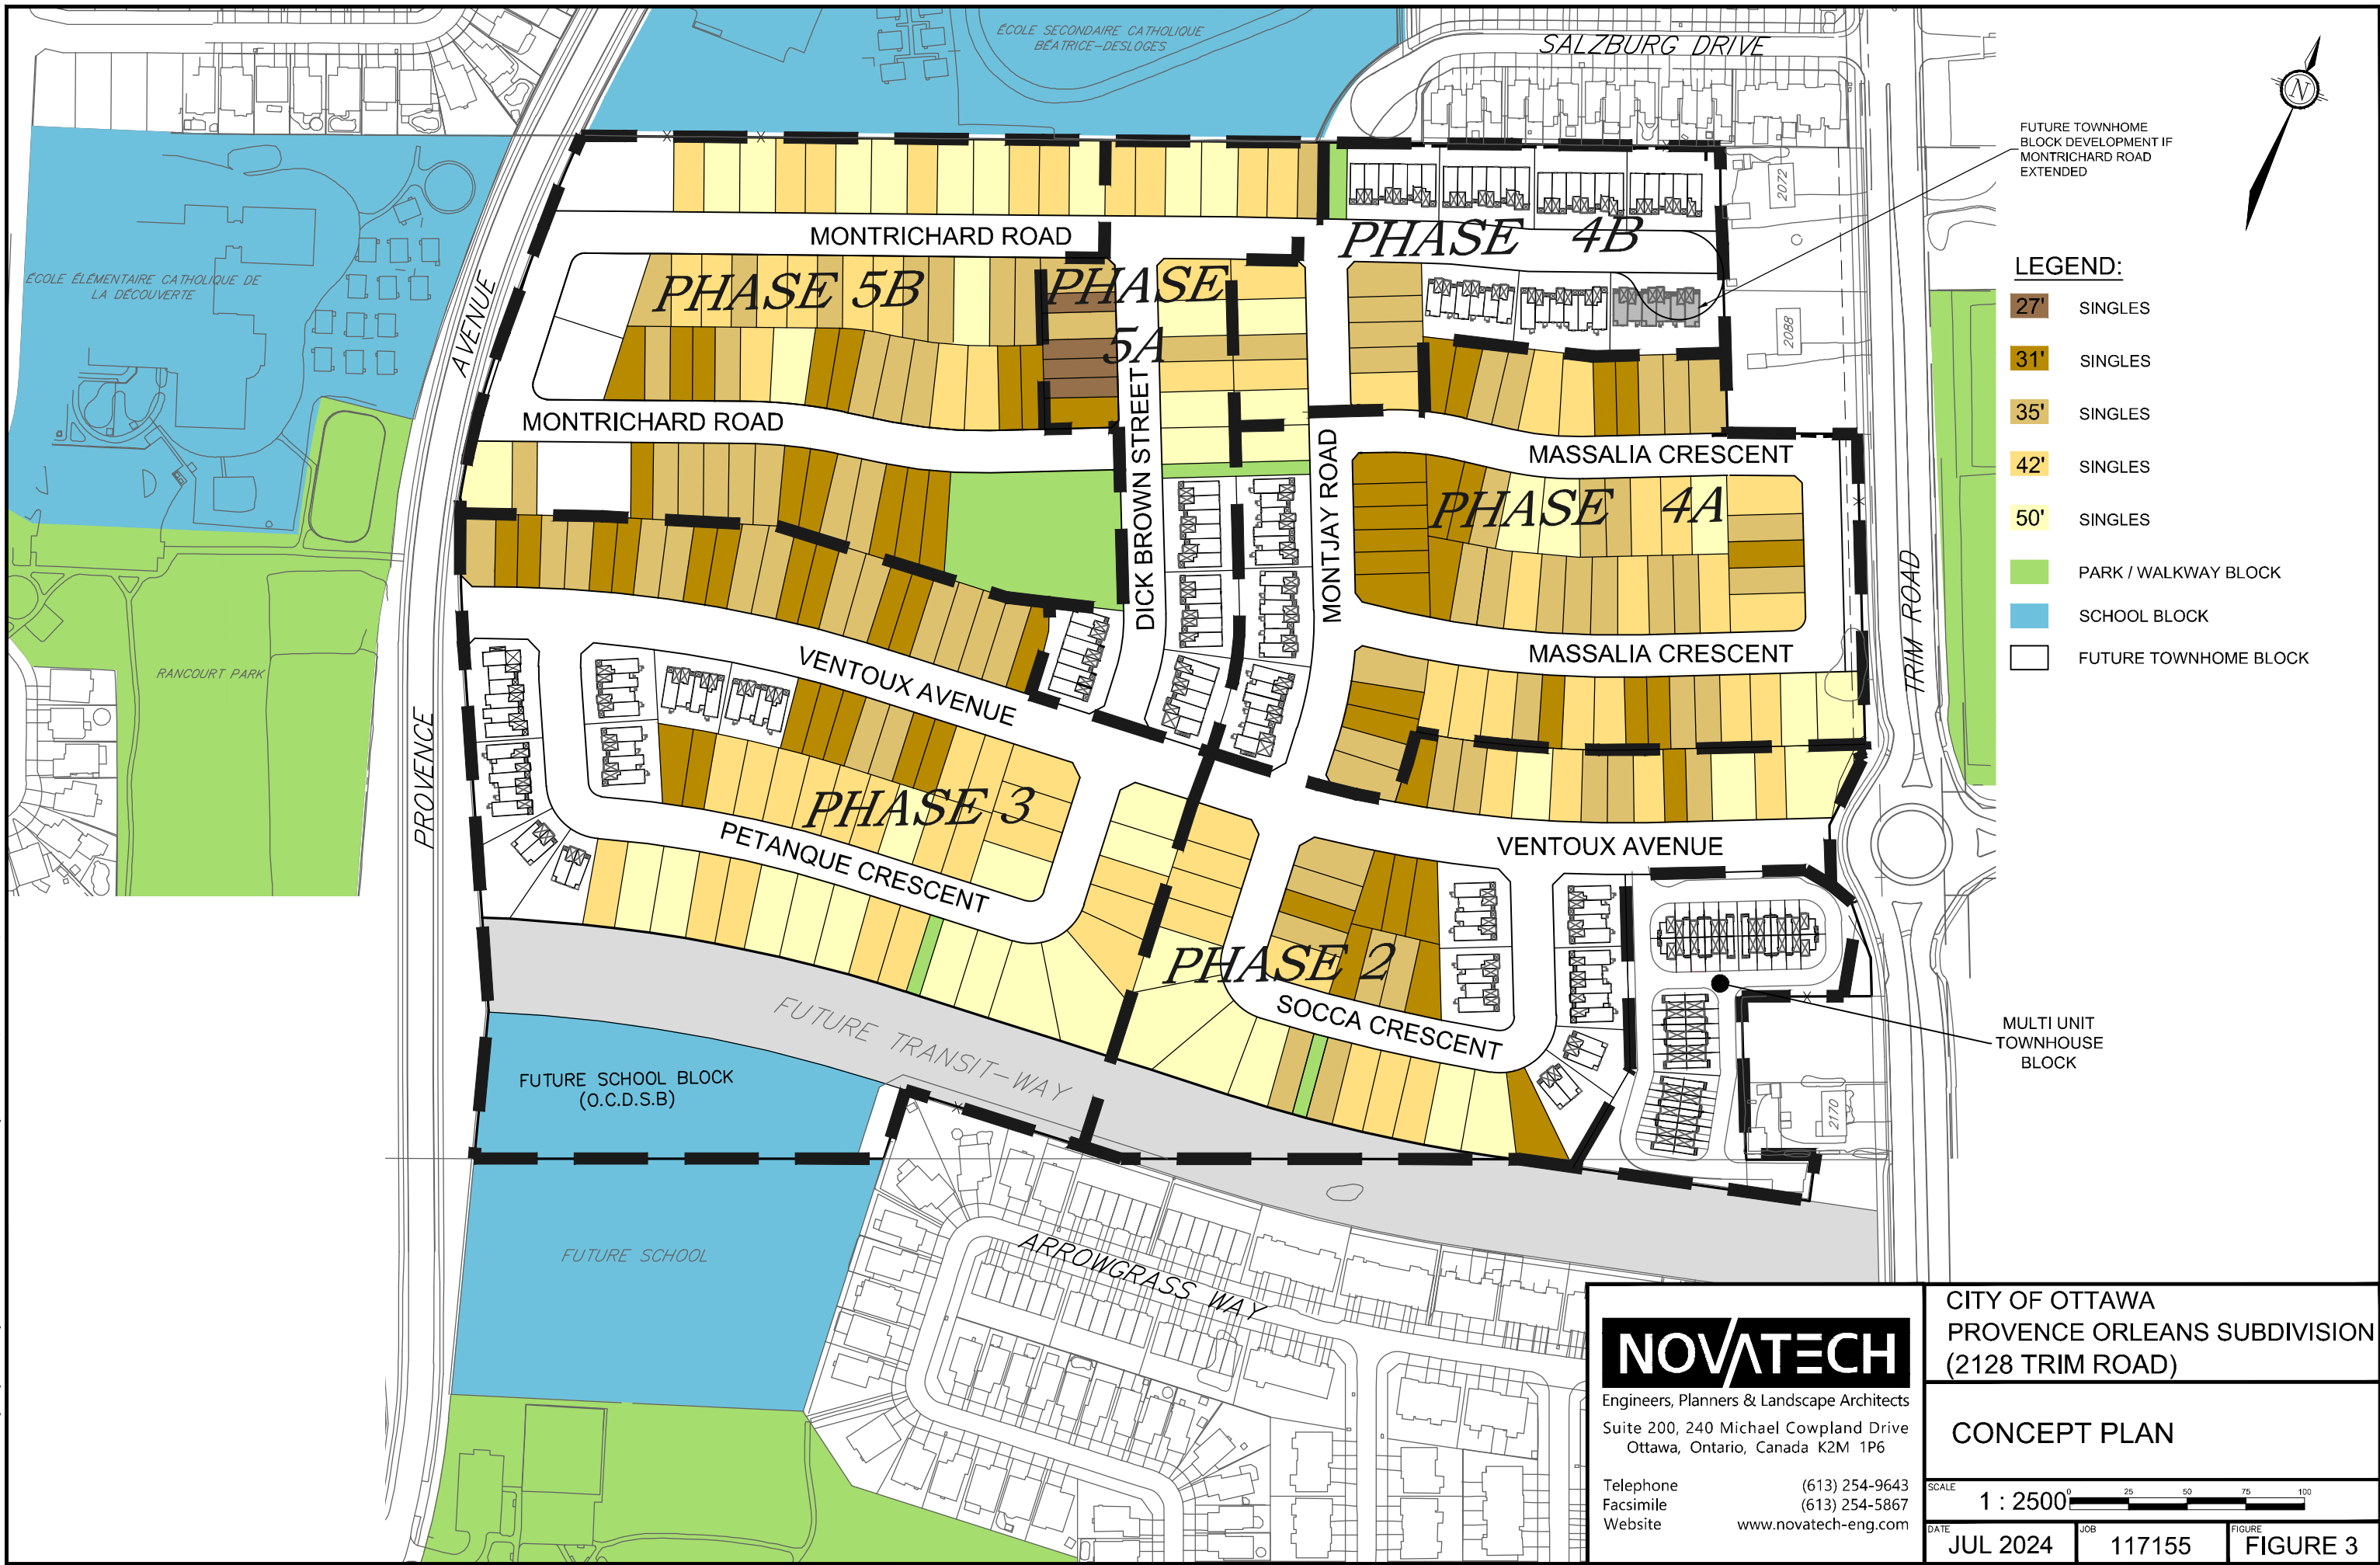 ÉCOLE SECONDAIRE CATHOLIQUE
BÉATRICE-DESLOGES
SALZBURG DRIVE
N
FUTURE TOWNHOME
BLOCK DEVELOPMENT IF
MONTRICHARD ROAD
EXTENDED
2072
2088
ÉCOLE ÉLÉMENTAIRE CATHOLIQUE DE
LA DÉCOUVERTE
AVENUE
MONTRICHARD ROAD
PHASE 4B
PHASE 5B
PHASE
5A
LEGEND:
27' SINGLES
31' SINGLES
35' SINGLES
42' SINGLES
50' SINGLES
PARK / WALKWAY BLOCK
SCHOOL BLOCK
FUTURE TOWNHOME BLOCK
MONTRICHARD ROAD
DICK BROWN STREET
MONTJAY ROAD
MASSALIA CRESCENT
PHASE 4A
TRIM ROAD
RANCOURT PARK
VENTOUX AVENUE
MASSALIA CRESCENT
PROVENCE
PHASE 3
PETANQUE CRESCENT
VENTOUX AVENUE
PHASE 2
SOCCA CRESCENT
FUTURE TRANSIT-WAY
MULTI UNIT
TOWNHOUSE
BLOCK
FUTURE SCHOOL BLOCK
(O.C.D.S.B)
2170
FUTURE SCHOOL
ARROWGRASS WAY
NOVATECH
Engineers, Planners & Landscape Architects
Suite 200, 240 Michael Cowpland Drive
Ottawa, Ontario, Canada K2M 1P6
Telephone (613) 254-9643
Facsimile (613) 254-5867
Website www.novatech-eng.com
CITY OF OTTAWA
PROVENCE ORLEANS SUBDIVISION
(2128 TRIM ROAD)
CONCEPT PLAN
SCALE
1 : 2500
0 25 50 75 100
DATE JUL 2024
JOB 117155
FIGURE FIGURE 3